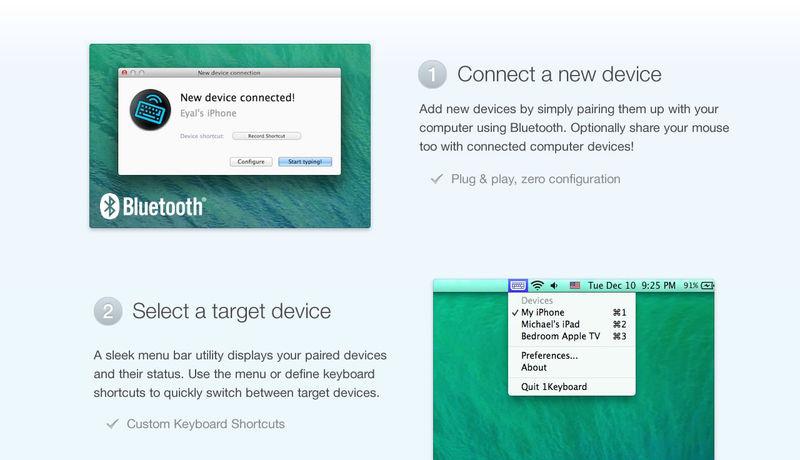 New device connection
New device connected!
Eyal's iPhone
Device shortcut:
Record Shortcut
Configure
Start typing!
Bluetooth®
1
Connect a new device
Add new devices by simply pairing them up with your
computer using Bluetooth. Optionally share your mouse
too with connected computer devices!
Plug & play, zero configuration
2
Select a target device
A sleek menu bar utility displays your paired devices
and their status. Use the menu or define keyboard
shortcuts to quickly switch between target devices.
Custom Keyboard Shortcuts
Tue Dec 10 9:25 PM 91%
Devices
My iPhone ⌘1
Michael's iPad ⌘2
Bedroom Apple TV ⌘3
Preferences...
About
Quit 1Keyboard